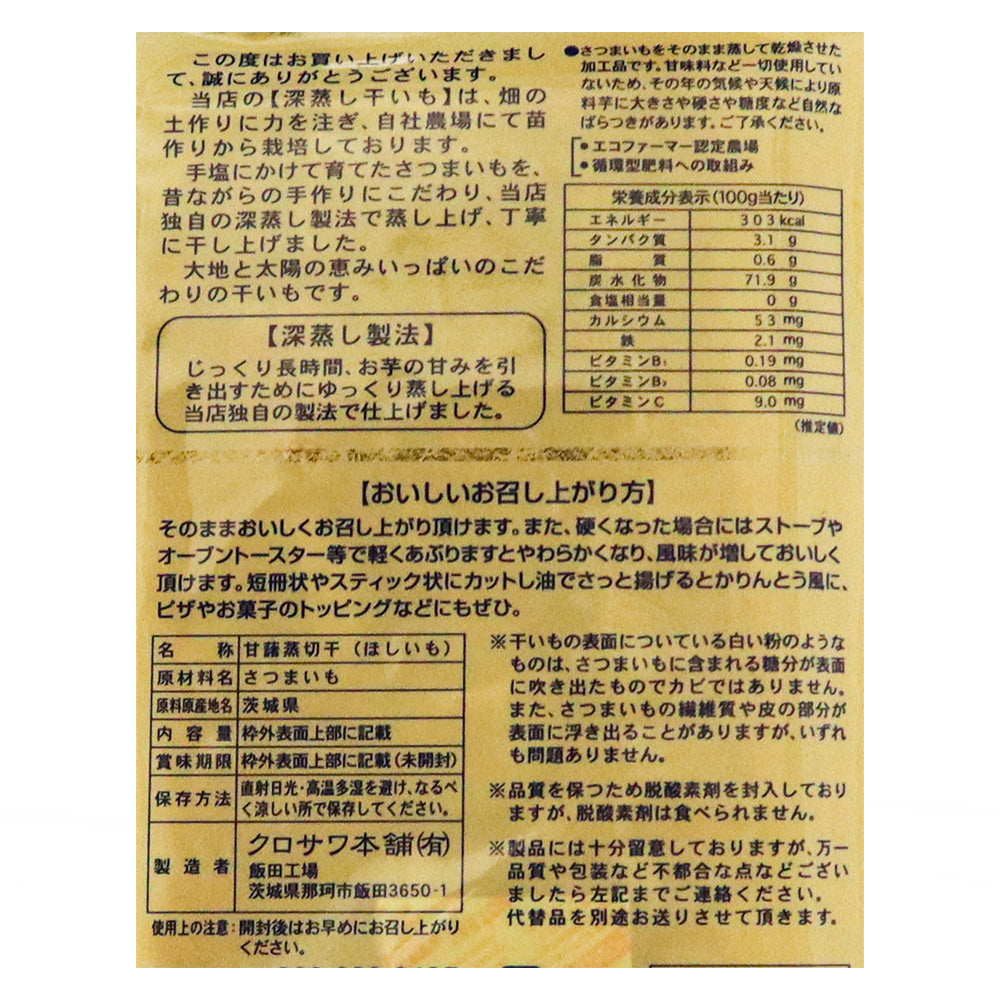 この度はお買い上げいただきまし
て、誠にありがとうございます。
当店の【深蒸し干いも】は、畑の
土作りに力を注ぎ、自社農場にて苗
作りから栽培しております。
手塩にかけて育てたさつまいもを、
昔ながらの手作りにこだわり、当店
独自の深蒸し製法で蒸し上げ、丁寧
に干し上げました。
大地と太陽の恵みいっぱいのこだ
わりの干いもです。
【深蒸し製法】
じっくり長時間、お芋の甘みを引
き出すためにゆっくり蒸し上げる
当店独自の製法で仕上げました。
●さつまいもをそのまま蒸して乾燥させた
加工品です。甘味料など一切使用してい
ないため、その年の気候や天候により原
料芋に大きさや硬さや糖度など自然な
ばらつきがあります。ご了承ください。
●エコファーマー認定農場
●循環型肥料への取組み
栄養成分表示(100g当たり)
エネルギー 303kcal
タンパク質 3.1 g
脂質 0.6 g
炭水化物 71.9 g
食塩相当量 0 g
カルシウム 53 mg
鉄 2.1 mg
ビタミンB₁ 0.19 mg
ビタミンB₂ 0.08 mg
ビタミンC 9.0 mg
(推定値)
【おいしいお召し上がり方】
そのままおいしくお召し上がり頂けます。また、硬くなった場合にはストーブや
オーブントースター等で軽くあぶりますとやわらかくなり、風味が増しておいしく
頂けます。短冊状やスティック状にカットし油でさっと揚げるとかりんとう風に、
ピザやお菓子のトッピングなどにもぜひ。
名称 甘藷蒸切干(ほしいも)
原材料名 さつまいも
原料原産地名 茨城県
内容量 枠外表面上部に記載
賞味期限 枠外表面上部に記載(未開封)
保存方法 直射日光・高温多湿を避け、なるべ
く涼しい所で保存してください。
製造者 クロサワ本舗(有)
飯田工場
茨城県那珂市飯田3650-1
使用上の注意:開封後はお早めにお召し上がり
ください。
※干いもの表面についている白い粉のような
ものは、さつまいもに含まれる糖分が表面
に吹き出たものでカビではありません。
また、さつまいもの繊維質や皮の部分が
表面に浮き出ることがありますが、いずれ
も問題ありません。
※品質を保つため脱酸素剤を封入しており
ますが、脱酸素剤は食べられません。
※製品には十分留意しておりますが、万一
品質や包装など不都合な点などござい
ましたら左記までご連絡ください。
代替品を別途お送りさせて頂きます。